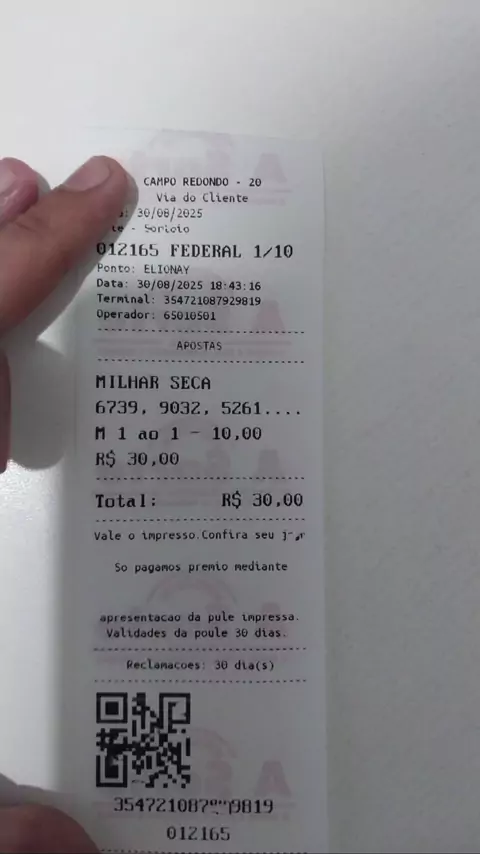 CAMPO REDONDO - 20
Via do Cliente
30/08/2025
- Sorteio
012165 FEDERAL 1/10
Ponto: ELIONAY
Data: 30/08/2025 18:43:16
Terminal: 354721087929819
Operador: 65010501
APOSTAS
MILHAR SECA
6739, 9032, 5261....
M 1 ao 1 - 10,00
R$ 30,00
Total: R$ 30,00
Vale o impresso.Confira seu
So pagamos premio mediante
apresentacao da pule impressa.
Validades da poule 30 dias.
Reclamacoes: 30 dia(s)
012165